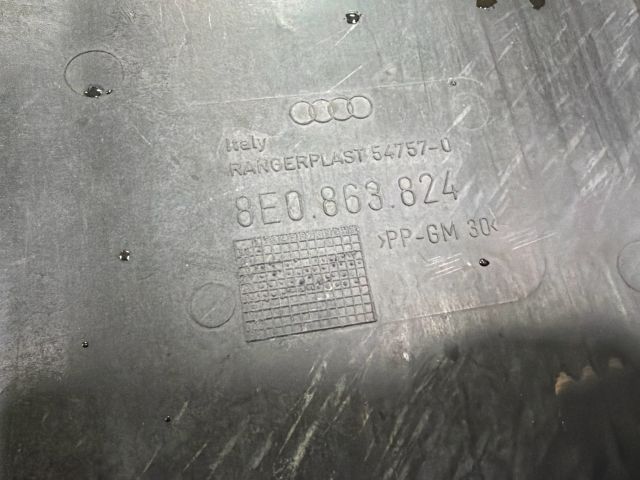 Italy
RANGERPLAST 54757-0
8E0.863.824
>PP-GM 30<